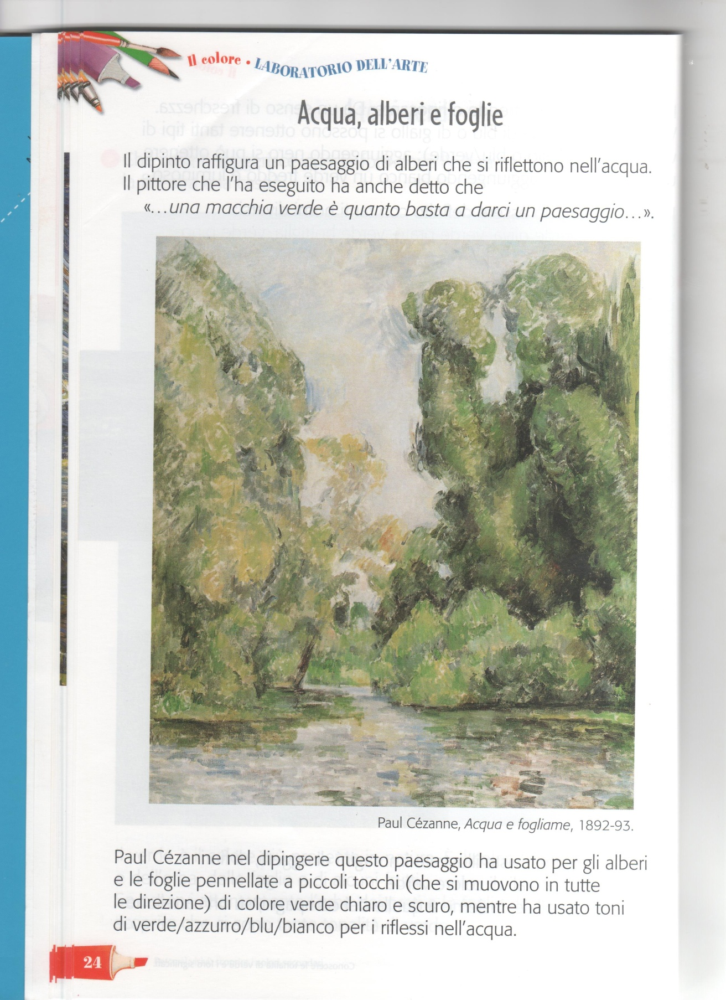 Il colore • LABORATORIO DELL'ARTE
Acqua, alberi e foglie
Il dipinto raffigura un paesaggio di alberi che si riflettono nell'acqua.
Il pittore che l'ha eseguito ha anche detto che
«…una macchia verde è quanto basta a darci un paesaggio…».
Paul Cézanne, Acqua e fogliame, 1892-93.
Paul Cézanne nel dipingere questo paesaggio ha usato per gli alberi
e le foglie pennellate a piccoli tocchi (che si muovono in tutte
le direzione) di colore verde chiaro e scuro, mentre ha usato toni
di verde/azzurro/blu/bianco per i riflessi nell'acqua.
24